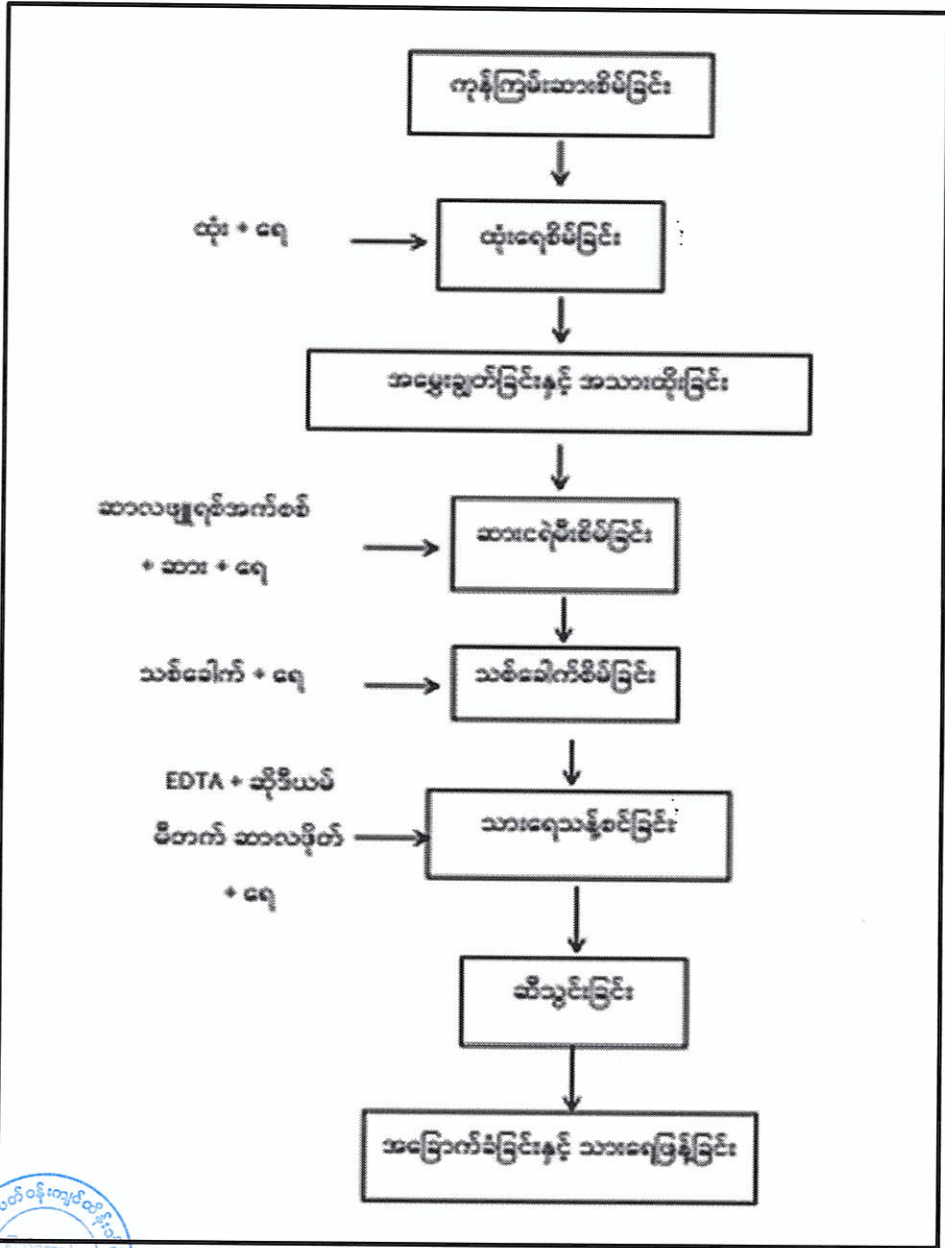 ကုန်ကြမ်းဆားစိမ်ခြင်း
ထုံး + ရေ
ထုံးရေစိမ်ခြင်း
အမွှေးချွတ်ခြင်းနှင့် အသားထိုးခြင်း
ဆာလဖျူရစ်အက်စစ်
+ ဆား + ရေ
ဆားငရဲမီးစိမ်ခြင်း
သစ်ခေါက် + ရေ
သစ်ခေါက်စိမ်ခြင်း
EDTA + ဆိုဒီယမ်
မီတက် ဆာလဖိုတ်
+ ရေ
သားရေသန့်စင်ခြင်း
ဆီသွင်းခြင်း
အခြောက်ခံခြင်းနှင့် သားရေဖြန့်ခြင်း